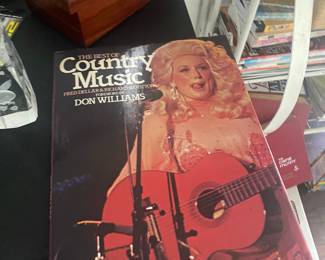 THE BEST OF
Country
Music
FRED DELLAR & RICHARD WOOTTON
FOREWORD BY
DON WILLIAMS